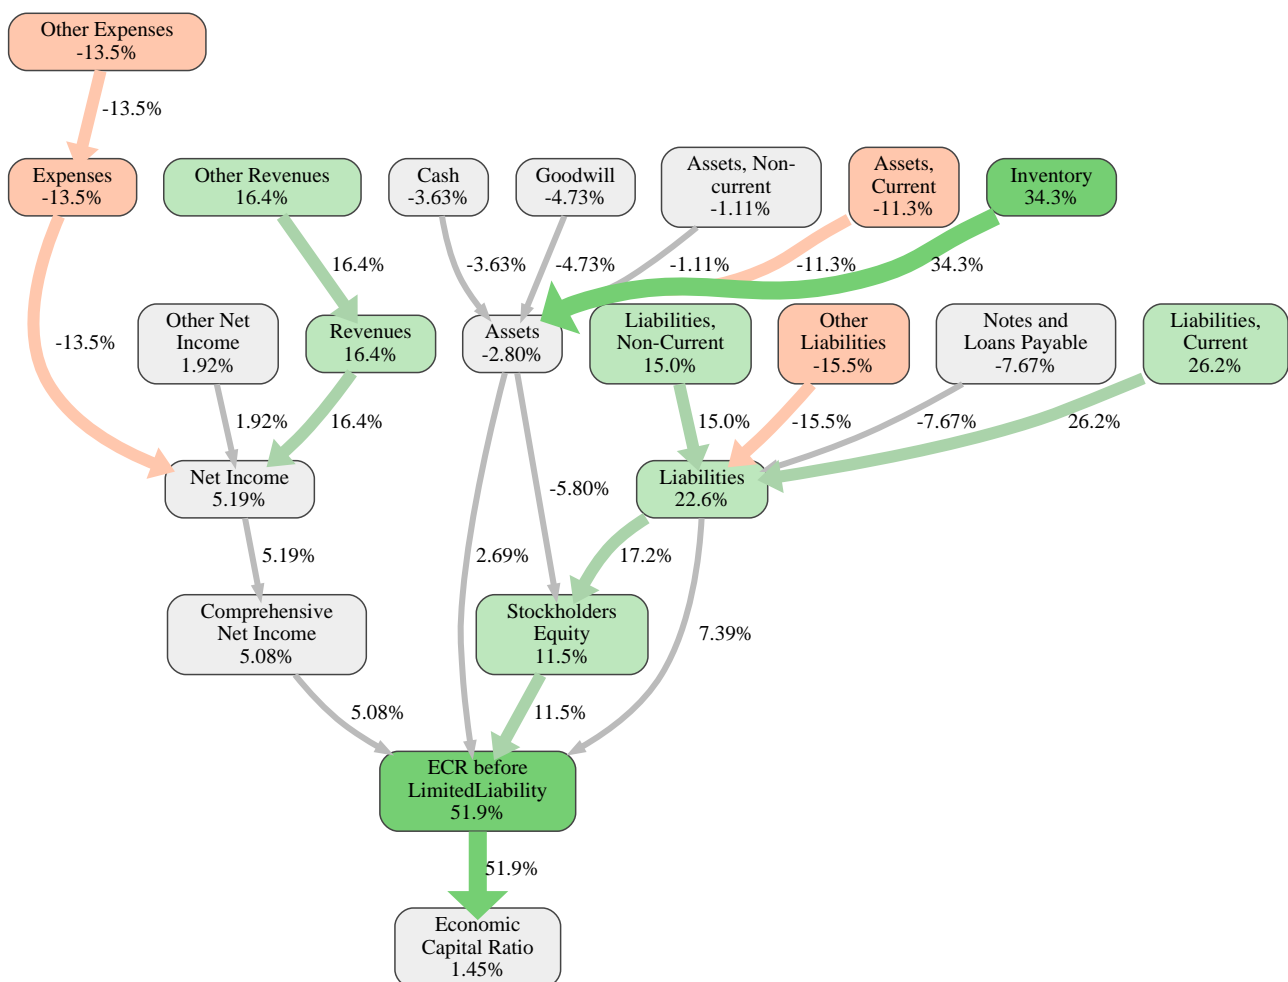 Other Expenses
-13.5%
-13.5%
Expenses
-13.5%
Other Revenues
16.4%
Cash
-3.63%
Goodwill
-4.73%
Assets, Non-
current
-1.11%
Assets,
Current
-11.3%
Inventory
34.3%
16.4%
-3.63%
-4.73%
-1.11%
-11.3%
34.3%
-13.5%
Other Net
Income
1.92%
Revenues
16.4%
Assets
-2.80%
Liabilities,
Non-Current
15.0%
Other
Liabilities
-15.5%
Notes and
Loans Payable
-7.67%
Liabilities,
Current
26.2%
1.92%
16.4%
15.0%
-15.5%
-7.67%
26.2%
Net Income
5.19%
-5.80%
Liabilities
22.6%
5.19%
2.69%
17.2%
Comprehensive
Net Income
5.08%
Stockholders
Equity
11.5%
7.39%
5.08%
11.5%
ECR before
LimitedLiability
51.9%
51.9%
Economic
Capital Ratio
1.45%